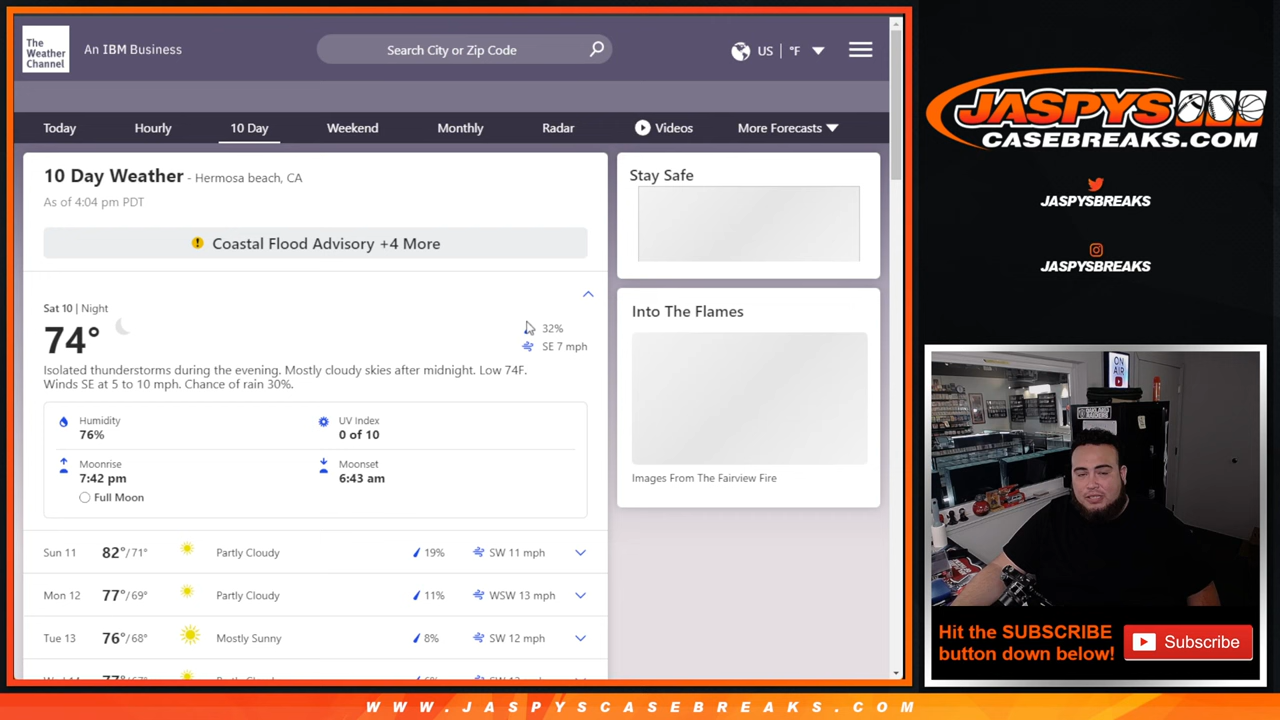 The
Weather
Channel
An IBM Business
Search City or Zip Code
US | °F
Today
Hourly
10 Day
Weekend
Monthly
Radar
Videos
More Forecasts
10 Day Weather - Hermosa beach, CA
As of 4:04 pm PDT
Coastal Flood Advisory +4 More
Sat 10 | Night
74°
32%
SE 7 mph
Isolated thunderstorms during the evening. Mostly cloudy skies after midnight. Low 74F.
Winds SE at 5 to 10 mph. Chance of rain 30%.
Humidity
76%
UV Index
0 of 10
Moonrise
7:42 pm
Full Moon
Moonset
6:43 am
Sun 11 82°/71° Partly Cloudy 19% SW 11 mph
Mon 12 77°/69° Partly Cloudy 11% WSW 13 mph
Tue 13 76°/68° Mostly Sunny 8% SW 12 mph
Stay Safe
Into The Flames
Images From The Fairview Fire
JASPYS
CASEBREAKS.COM
JASPYSBREAKS
JASPYSBREAKS
ON
AIR
Hit the SUBSCRIBE
button down below!
Subscribe
WWW.JASPYSCASEBREAKS.COM